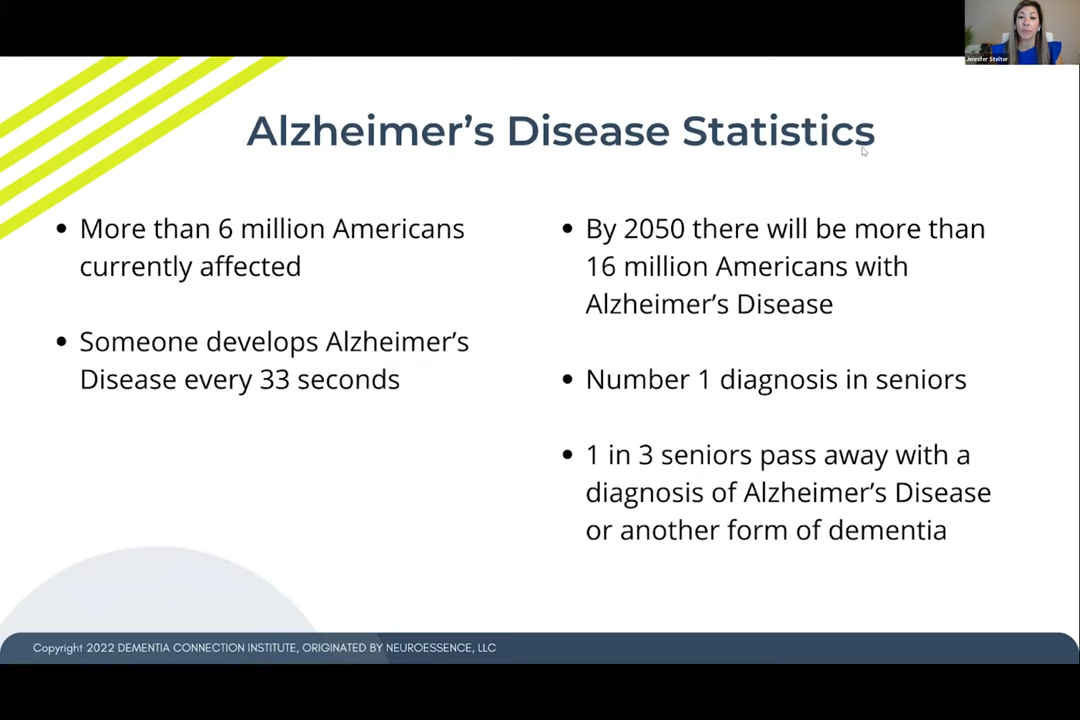 Jennifer Stelter
Alzheimer's Disease Statistics
• More than 6 million Americans
currently affected
• Someone develops Alzheimer's
Disease every 33 seconds
• By 2050 there will be more than
16 million Americans with
Alzheimer's Disease
• Number 1 diagnosis in seniors
• 1 in 3 seniors pass away with a
diagnosis of Alzheimer's Disease
or another form of dementia
Copyright 2022 DEMENTIA CONNECTION INSTITUTE, ORIGINATED BY NEUROESSENCE, LLC